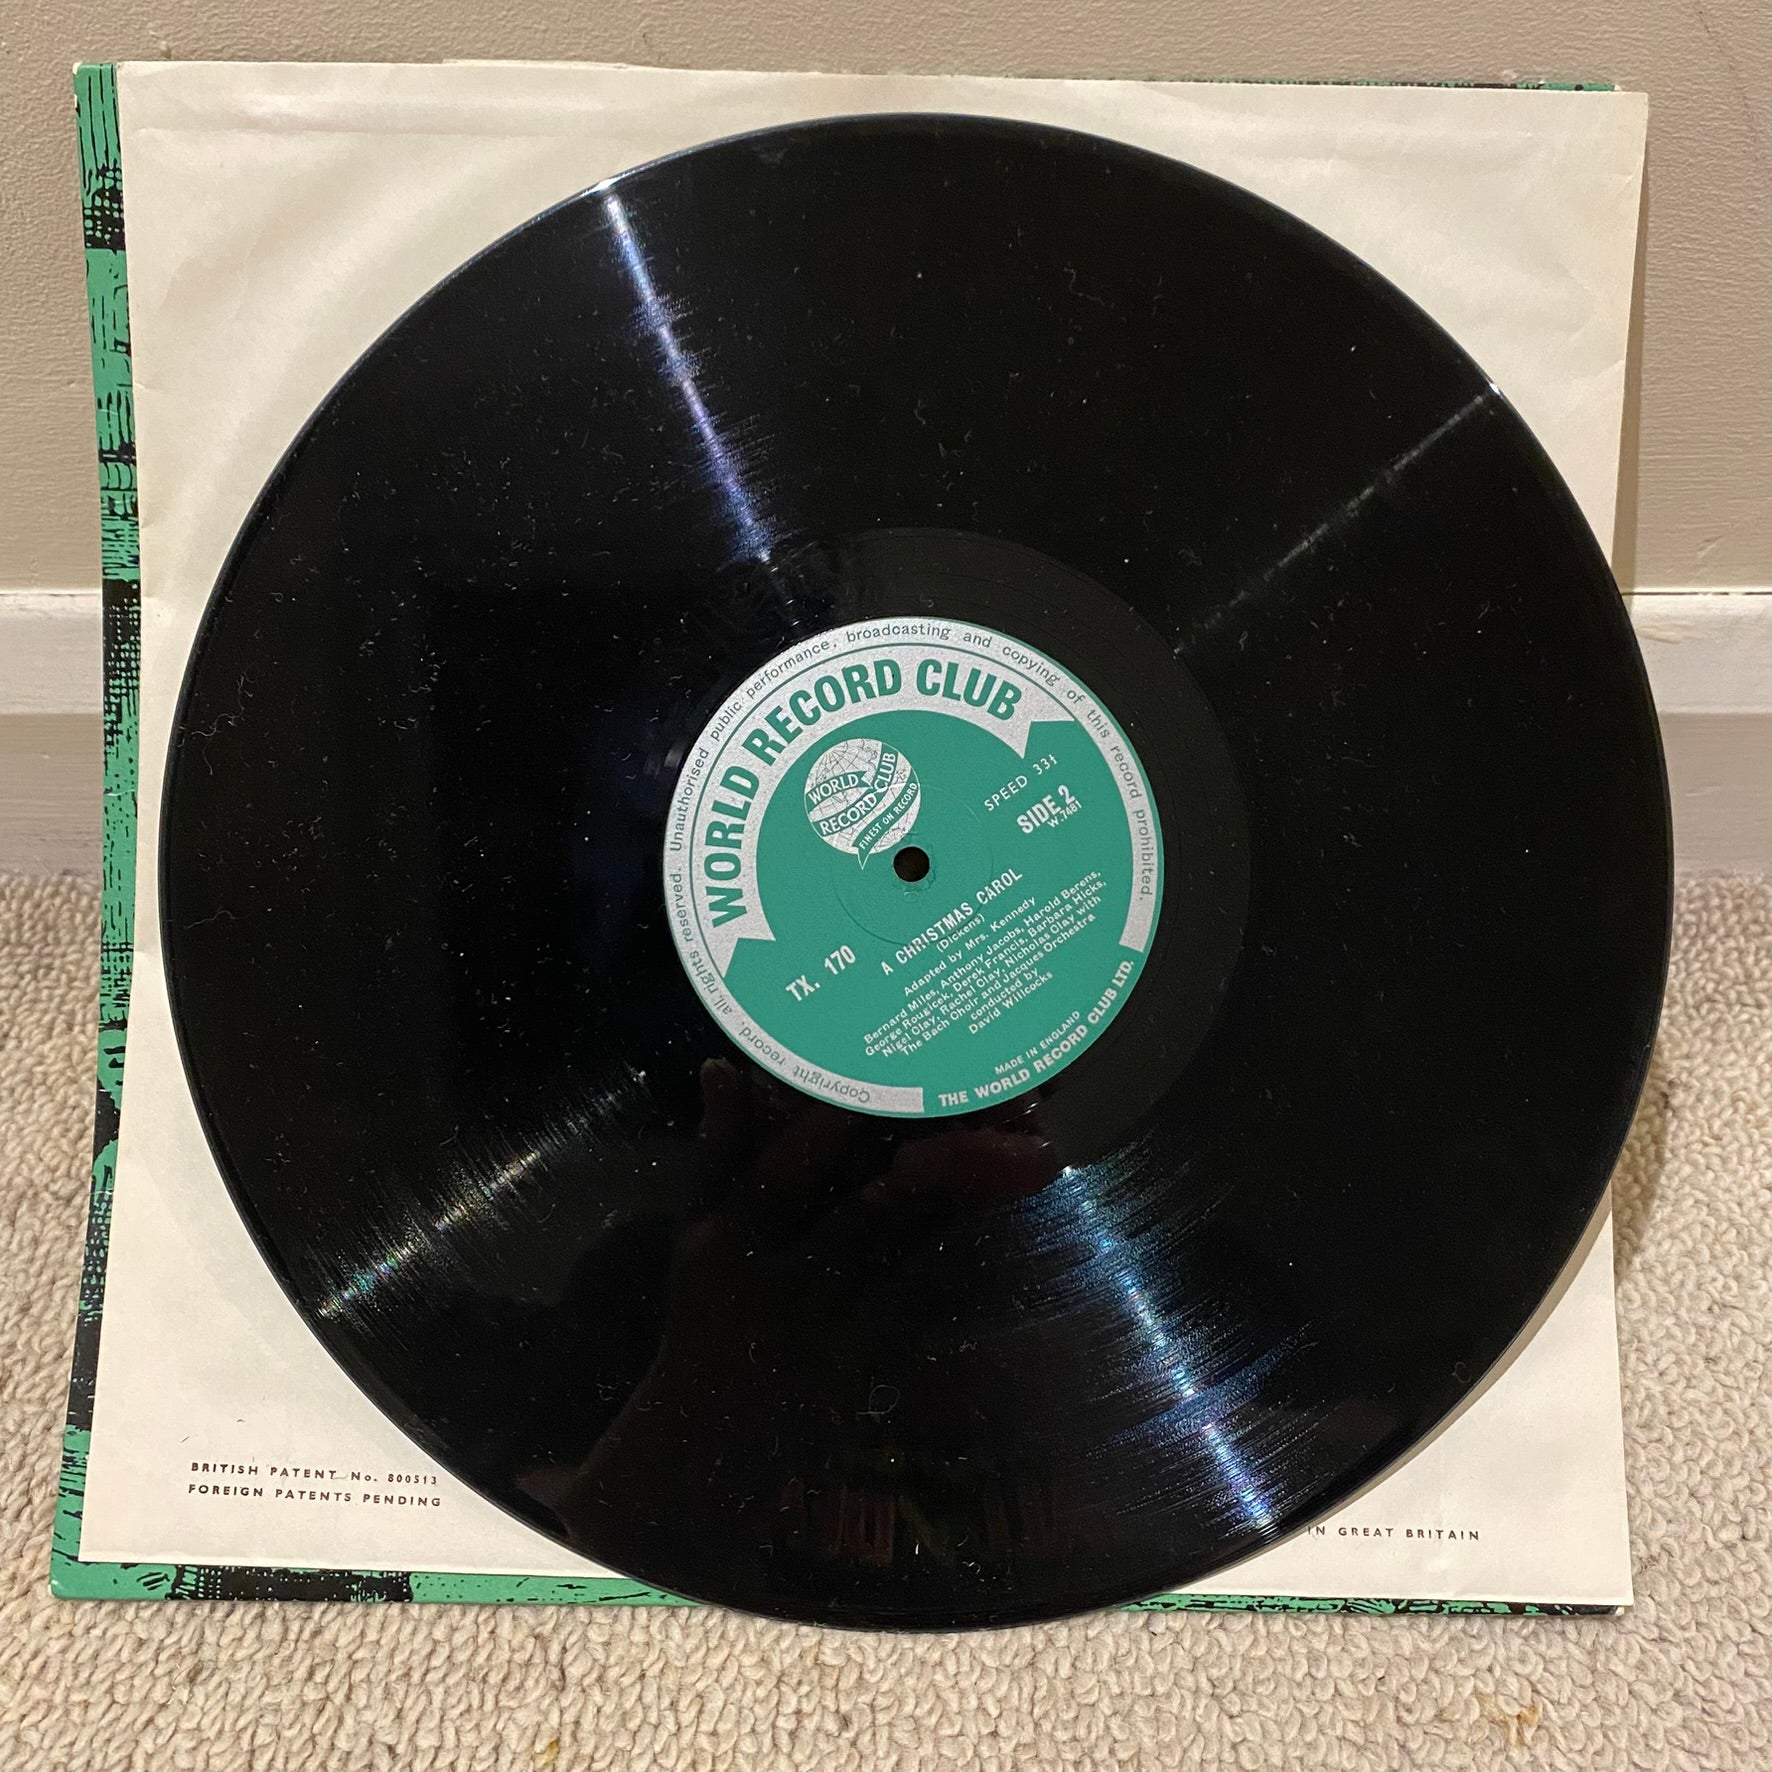 Copyright record, all rights reserved. Unauthorised public performance, broadcasting and copying of this record prohibited.
WORLD RECORD CLUB
WORLD
RECORD CLUB
FINEST ON RECORD
SPEED 33⅓
SIDE 2
W.7481
TX. 170
A CHRISTMAS CAROL
(Dickens)
Adapted by Mrs. Kennedy
Bernard Miles, Anthony Jacobs, Harold Berens,
George Rougicek, Derek Francis, Barbara Hicks,
Nigel Clay, Rachel Clay, Nicholas Clay with
The Bach Choir and Jacques Orchestra
conducted by
David Willcocks
MADE IN ENGLAND
THE WORLD RECORD CLUB LTD.
BRITISH PATENT No. 800513
FOREIGN PATENTS PENDING
IN GREAT BRITAIN